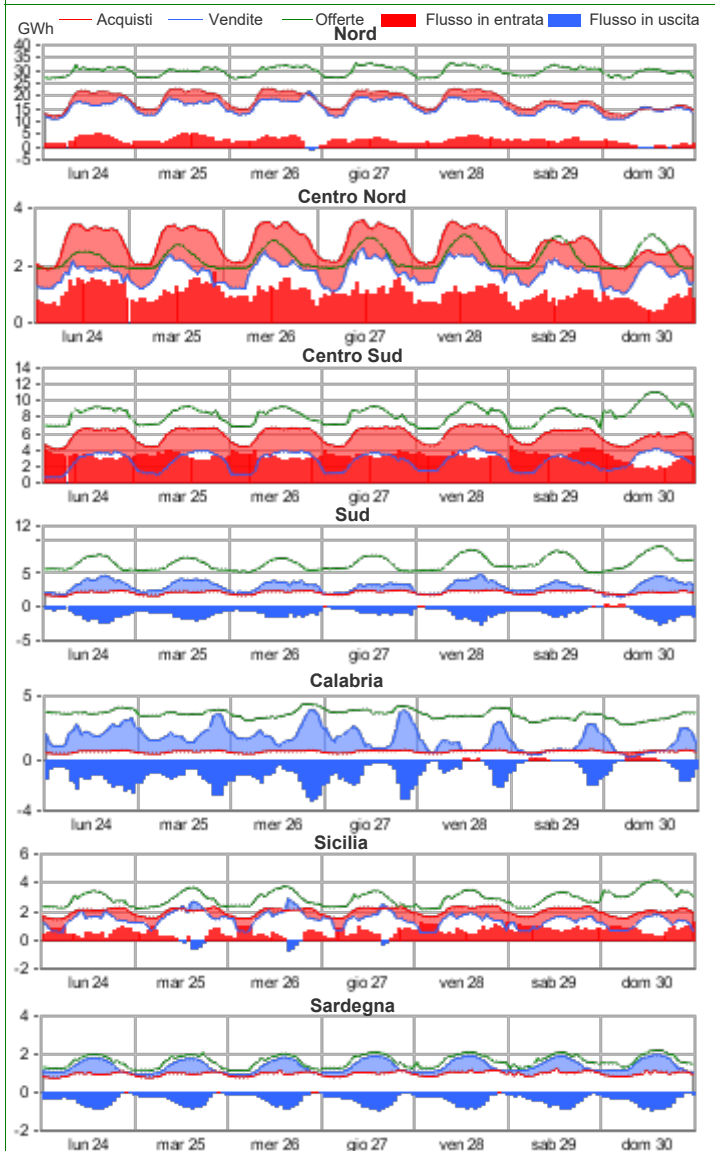 GWh Acquisti Vendite Offerte Flusso in entrata Flusso in uscita
Nord
40
35
30
25
20
15
10
5
0
-5
lun 24 mar 25 mer 26 gio 27 ven 28 sab 29 dom 30
Centro Nord
4
2
0
lun 24 mar 25 mer 26 gio 27 ven 28 sab 29 dom 30
Centro Sud
14
12
10
8
6
4
2
0
lun 24 mar 25 mer 26 gio 27 ven 28 sab 29 dom 30
Sud
12
5
0
-5
lun 24 mar 25 mer 26 gio 27 ven 28 sab 29 dom 30
Calabria
5
0
-4
lun 24 mar 25 mer 26 gio 27 ven 28 sab 29 dom 30
Sicilia
6
4
2
0
-2
lun 24 mar 25 mer 26 gio 27 ven 28 sab 29 dom 30
Sardegna
4
2
0
-2
lun 24 mar 25 mer 26 gio 27 ven 28 sab 29 dom 30